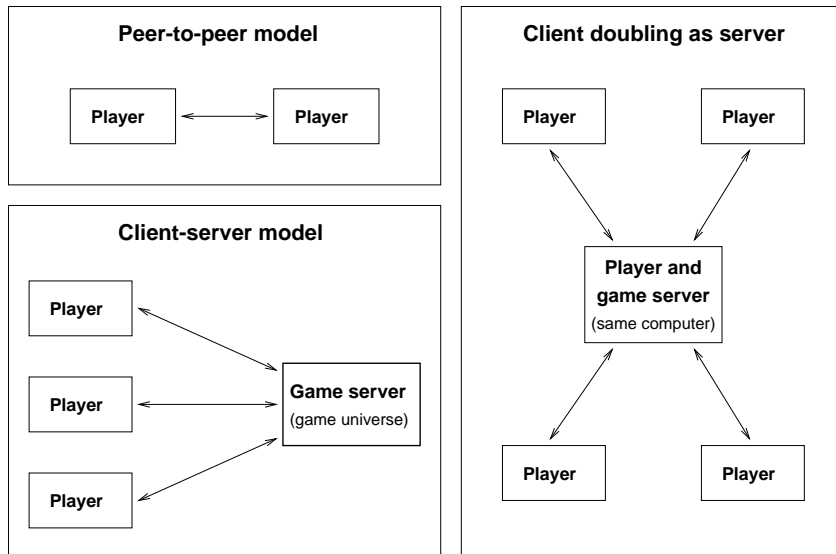 Peer-to-peer model
Player
Player
Client-server model
Player
Player
Player
Game server
(game universe)
Client doubling as server
Player
Player
Player and
game server
(same computer)
Player
Player